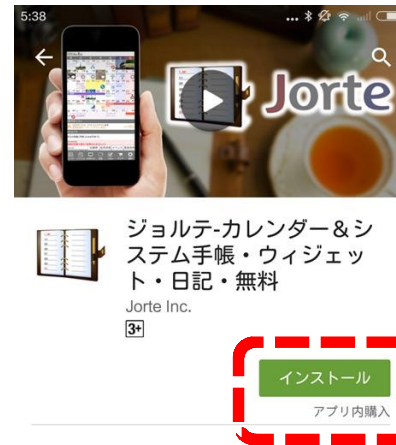 5:38
Jorte
ジョルテ-カレンダー＆シ
ステム手帳・ウィジェッ
ト・日記・無料
Jorte Inc.
3+
インストール
アプリ内購入